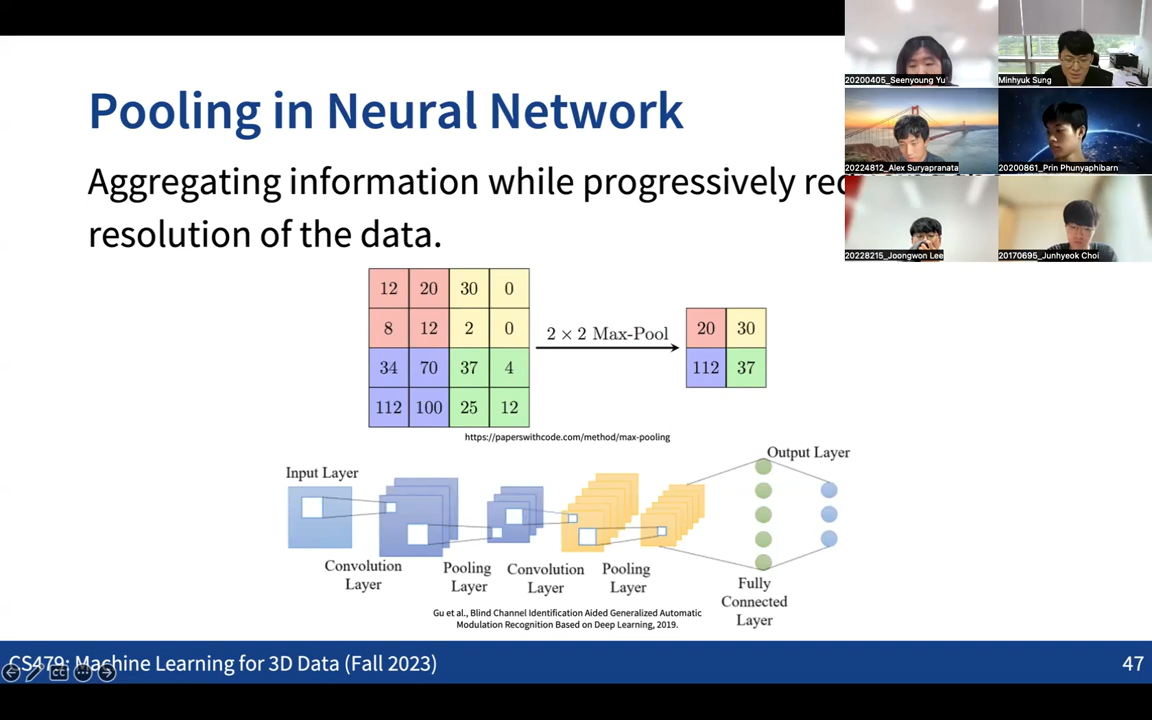 Pooling in Neural Network
Aggregating information while progressively
resolution of the data.
12 20 30 0
8 12 2 0
34 70 37 4
112 100 25 12
2 × 2 Max-Pool
20 30
112 37
https://paperswithcode.com/method/max-pooling
Input Layer
Convolution
Layer
Pooling
Layer
Convolution
Layer
Pooling
Layer
Fully
Connected
Layer
Output Layer
Gu et al., Blind Channel Identification Aided Generalized Automatic
Modulation Recognition Based on Deep Learning, 2019.
CS479: Machine Learning for 3D Data (Fall 2023)
47
CC
20200405_Seenyoung Yu
Minhyuk Sung
20224812_Alex Suryapranata
20200861_Prin Phunyaphibarn
20228215_Joongwon Lee
20170695_Junhyeok Choi